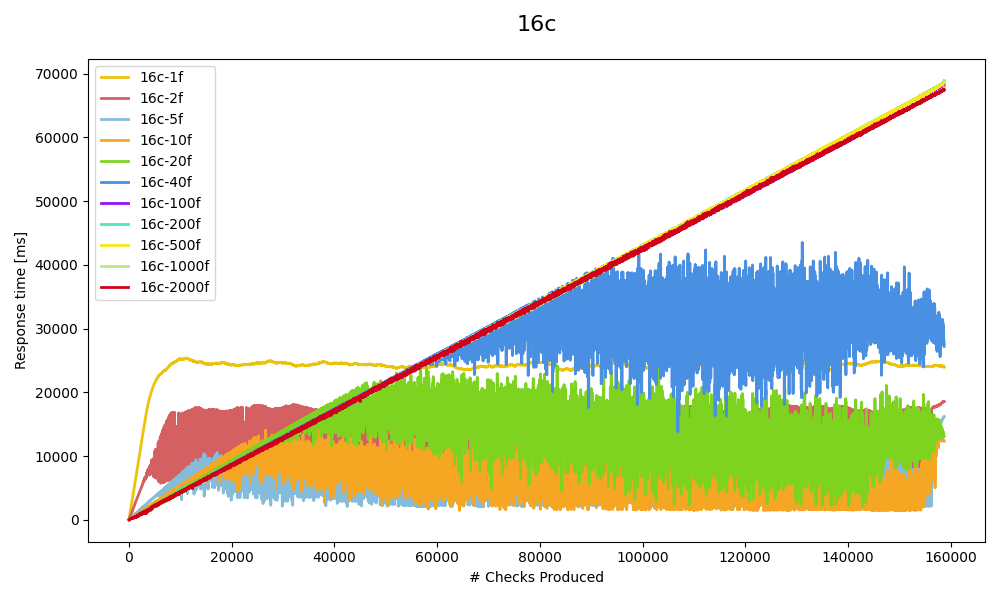 16c
70000
60000
50000
40000
30000
20000
10000
0
Response time [ms]
16c-1f
16c-2f
16c-5f
16c-10f
16c-20f
16c-40f
16c-100f
16c-200f
16c-500f
16c-1000f
16c-2000f
0
20000
40000
60000
80000
100000
120000
140000
160000
# Checks Produced